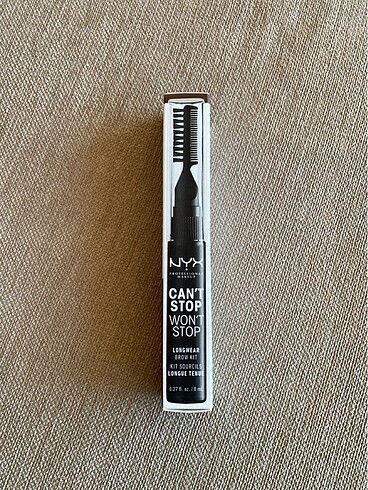 NYX
PROFESSIONAL
MAKEUP
CAN'T
STOP
WON'T
STOP
LONGWEAR
BROW KIT
KIT SOURCILS
LONGUE TENUE
0.27 fl. oz. / 8 ml